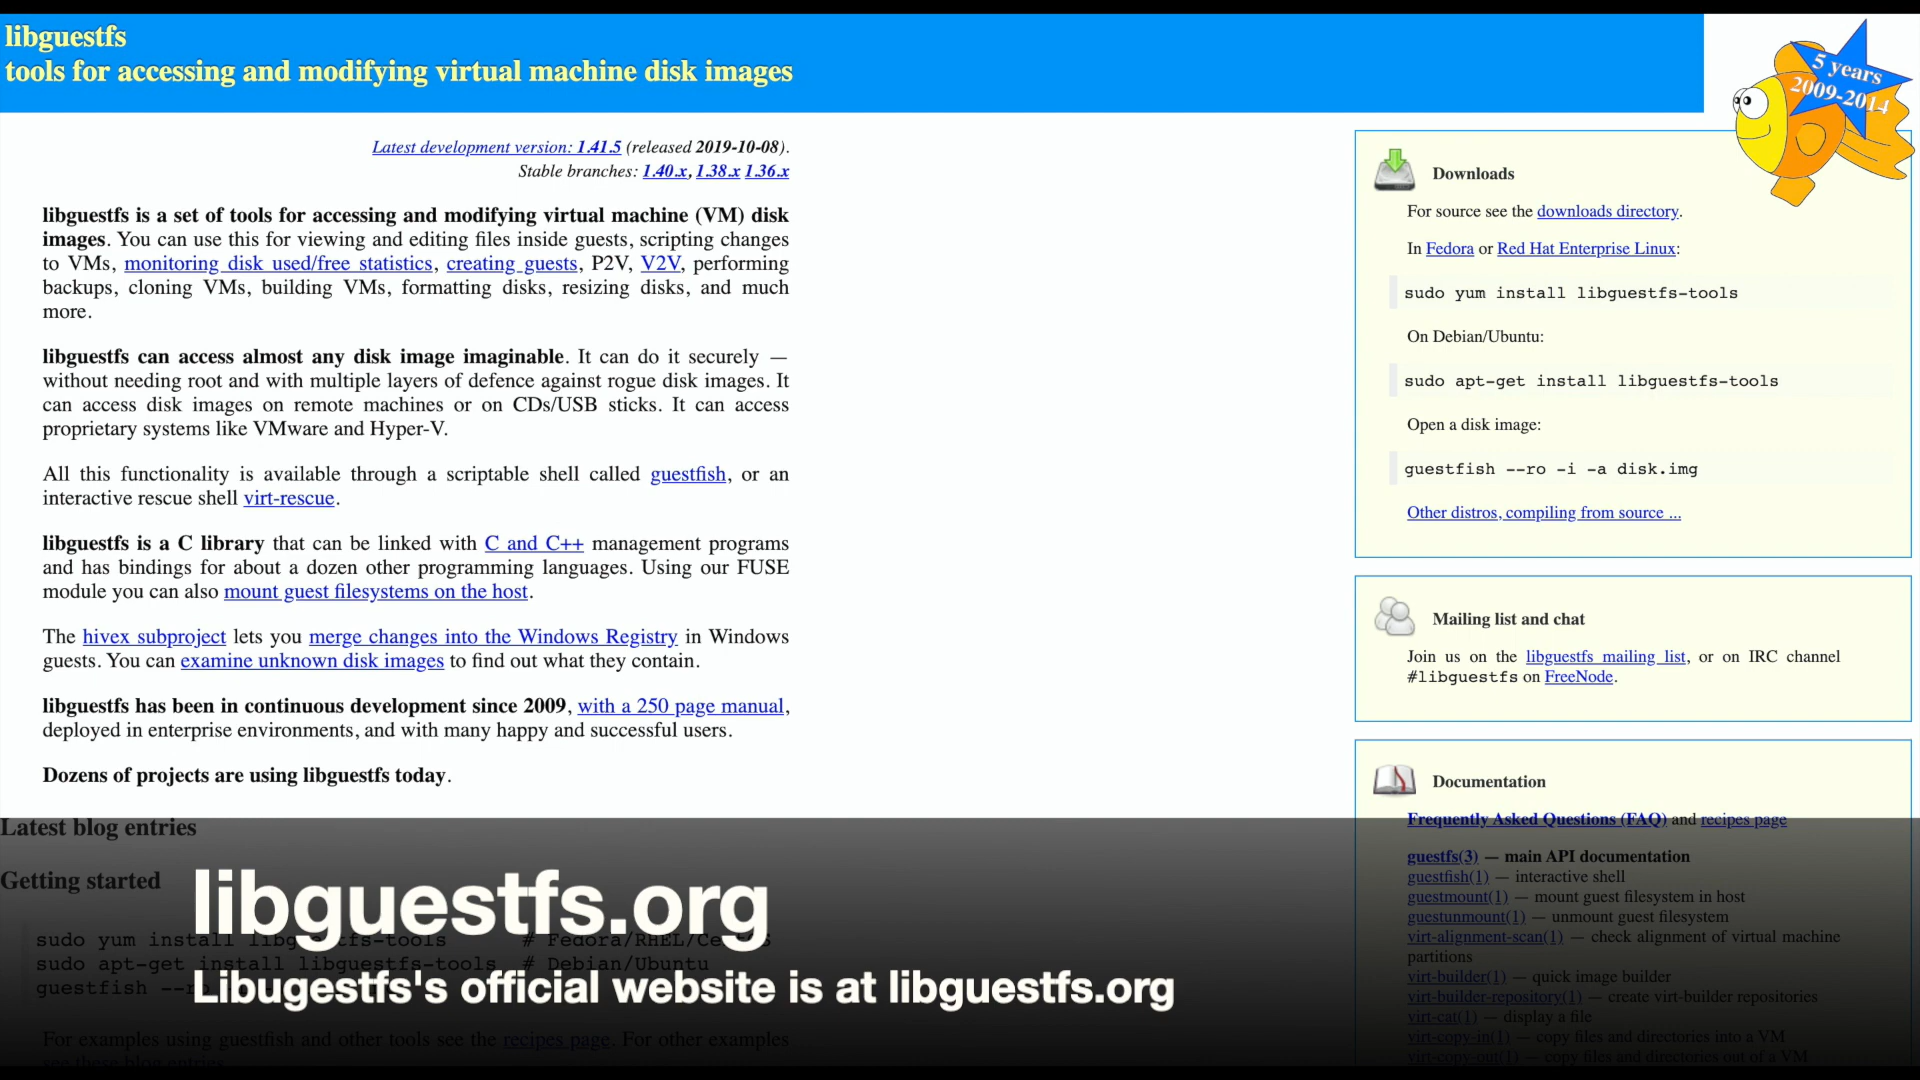 libguestfs
tools for accessing and modifying virtual machine disk images
5 years
2009-2014
Latest development version: 1.41.5 (released 2019-10-08).
Stable branches: 1.40.x, 1.38.x 1.36.x
libguestfs is a set of tools for accessing and modifying virtual machine (VM) disk
images. You can use this for viewing and editing files inside guests, scripting changes
to VMs, monitoring disk used/free statistics, creating guests, P2V, V2V, performing
backups, cloning VMs, building VMs, formatting disks, resizing disks, and much
more.
libguestfs can access almost any disk image imaginable. It can do it securely —
without needing root and with multiple layers of defence against rogue disk images. It
can access disk images on remote machines or on CDs/USB sticks. It can access
proprietary systems like VMware and Hyper-V.
All this functionality is available through a scriptable shell called guestfish, or an
interactive rescue shell virt-rescue.
libguestfs is a C library that can be linked with C and C++ management programs
and has bindings for about a dozen other programming languages. Using our FUSE
module you can also mount guest filesystems on the host.
The hivex subproject lets you merge changes into the Windows Registry in Windows
guests. You can examine unknown disk images to find out what they contain.
libguestfs has been in continuous development since 2009, with a 250 page manual,
deployed in enterprise environments, and with many happy and successful users.
Dozens of projects are using libguestfs today.
Latest blog entries
Getting started
sudo yum install libguestfs-tools # Fedora/RHEL/CentOS
sudo apt-get install libguestfs-tools # Debian/Ubuntu
guestfish --ro
For examples using guestfish and other tools see the recipes page. For other examples
see these blog entries
libguestfs.org
Libugestfs's official website is at libguestfs.org
Downloads
For source see the downloads directory.
In Fedora or Red Hat Enterprise Linux:
sudo yum install libguestfs-tools
On Debian/Ubuntu:
sudo apt-get install libguestfs-tools
Open a disk image:
guestfish --ro -i -a disk.img
Other distros, compiling from source ...
Mailing list and chat
Join us on the libguestfs mailing list, or on IRC channel
#libguestfs on FreeNode.
Documentation
Frequently Asked Questions (FAQ) and recipes page
guestfs(3) — main API documentation
guestfish(1) — interactive shell
guestmount(1) — mount guest filesystem in host
guestunmount(1) — unmount guest filesystem
virt-alignment-scan(1) — check alignment of virtual machine
partitions
virt-builder(1) — quick image builder
virt-builder-repository(1) — create virt-builder repositories
virt-cat(1) — display a file
virt-copy-in(1) — copy files and directories into a VM
virt-copy-out(1) — copy files and directories out of a VM